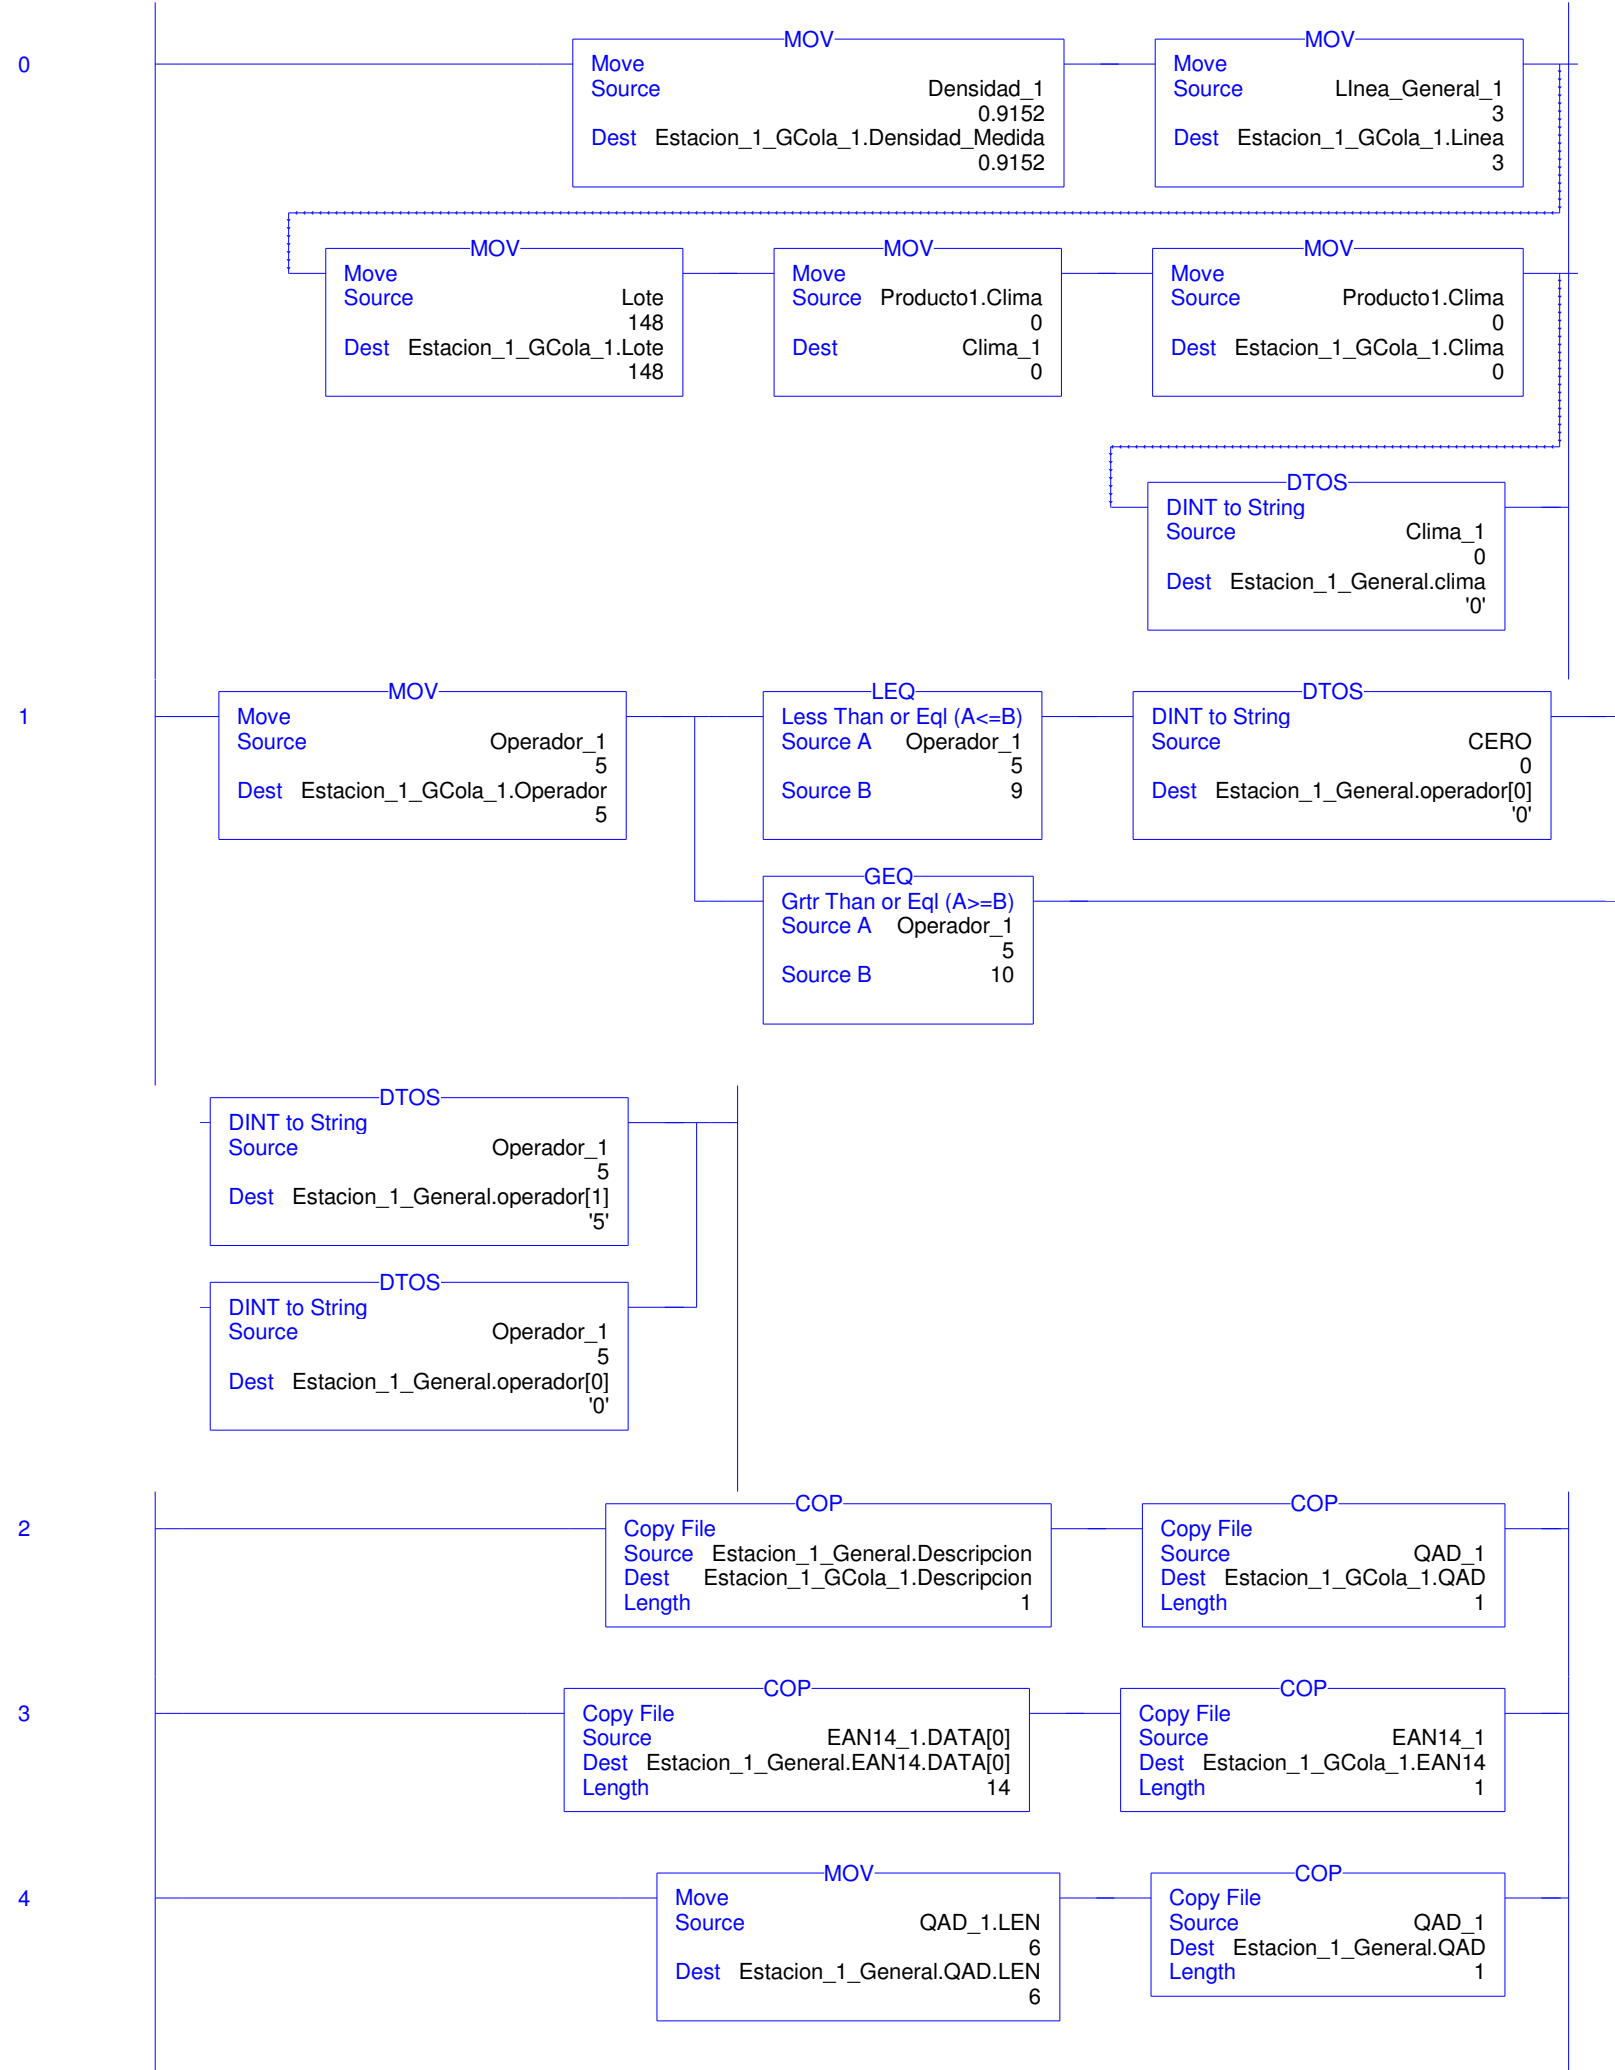 0
MOV
Move
Source Densidad_1
0.9152
Dest Estacion_1_GCola_1.Densidad_Medida
0.9152
MOV
Move
Source LInea_General_1
3
Dest Estacion_1_GCola_1.Linea
3
MOV
Move
Source Lote
148
Dest Estacion_1_GCola_1.Lote
148
MOV
Move
Source Producto1.Clima
0
Dest Clima_1
0
MOV
Move
Source Producto1.Clima
0
Dest Estacion_1_GCola_1.Clima
0
DTOS
DINT to String
Source Clima_1
0
Dest Estacion_1_General.clima
'0'
1
MOV
Move
Source Operador_1
5
Dest Estacion_1_GCola_1.Operador
5
LEQ
Less Than or Eql (A<=B)
Source A Operador_1
5
Source B 9
DTOS
DINT to String
Source CERO
0
Dest Estacion_1_General.operador[0]
'0'
GEQ
Grtr Than or Eql (A>=B)
Source A Operador_1
5
Source B 10
DTOS
DINT to String
Source Operador_1
5
Dest Estacion_1_General.operador[1]
'5'
DTOS
DINT to String
Source Operador_1
5
Dest Estacion_1_General.operador[0]
'0'
2
COP
Copy File
Source Estacion_1_General.Descripcion
Dest Estacion_1_GCola_1.Descripcion
Length 1
COP
Copy File
Source QAD_1
Dest Estacion_1_GCola_1.QAD
Length 1
3
COP
Copy File
Source EAN14_1.DATA[0]
Dest Estacion_1_General.EAN14.DATA[0]
Length 14
COP
Copy File
Source EAN14_1
Dest Estacion_1_GCola_1.EAN14
Length 1
4
MOV
Move
Source QAD_1.LEN
6
Dest Estacion_1_General.QAD.LEN
6
COP
Copy File
Source QAD_1
Dest Estacion_1_General.QAD
Length 1